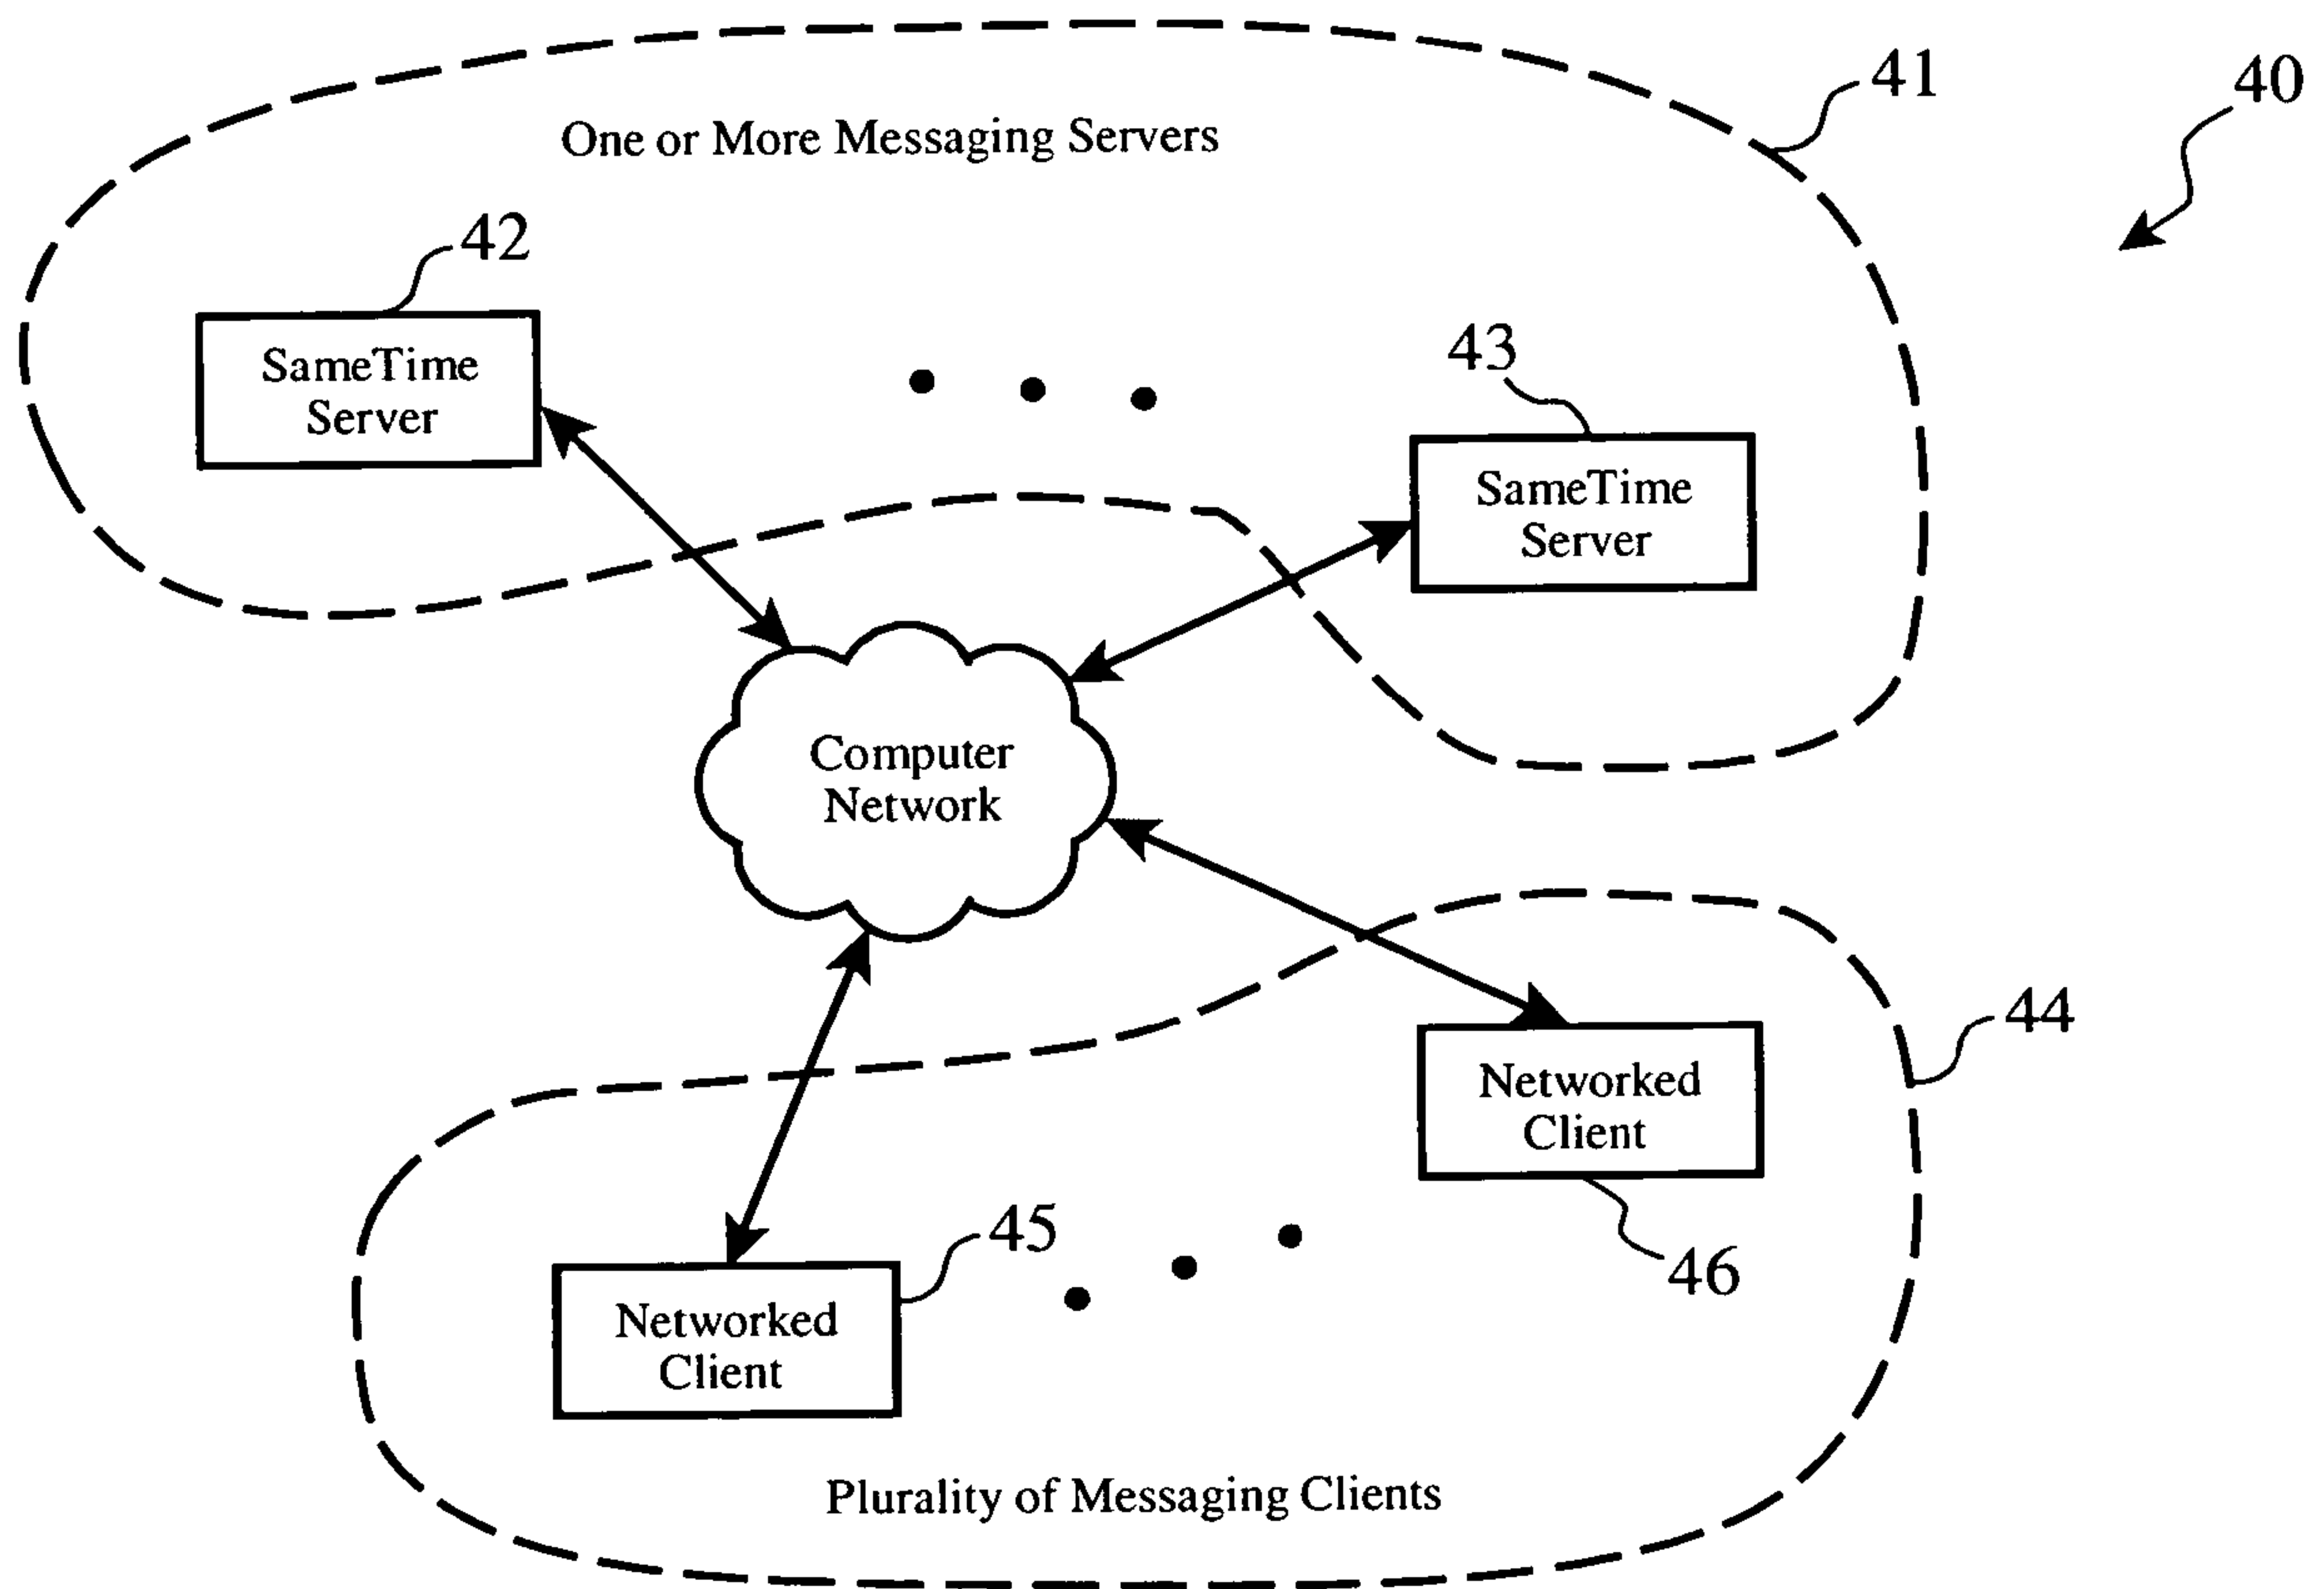 41
40
One or More Messaging Servers
42
SameTime
Server
43
SameTime
Server
Computer
Network
44
Networked
Client
45
46
Networked
Client
Plurality of Messaging Clients